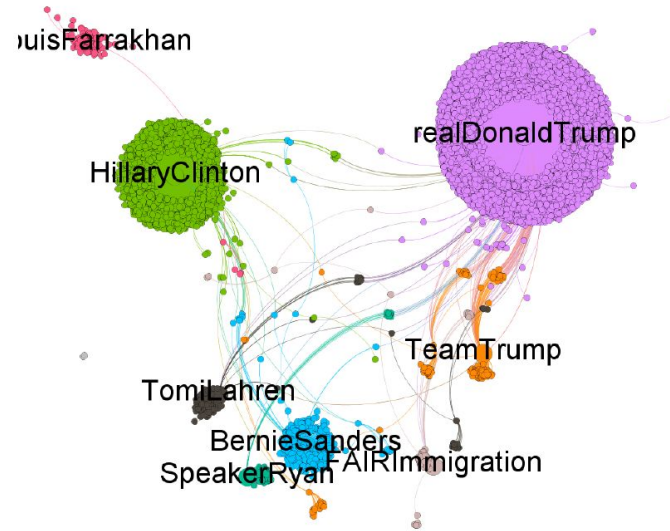 ouisFarrakhan
realDonaldTrump
HillaryClinton
TeamTrump
TomiLahren
BernieSanders
FAIRImmigration
SpeakerRyan